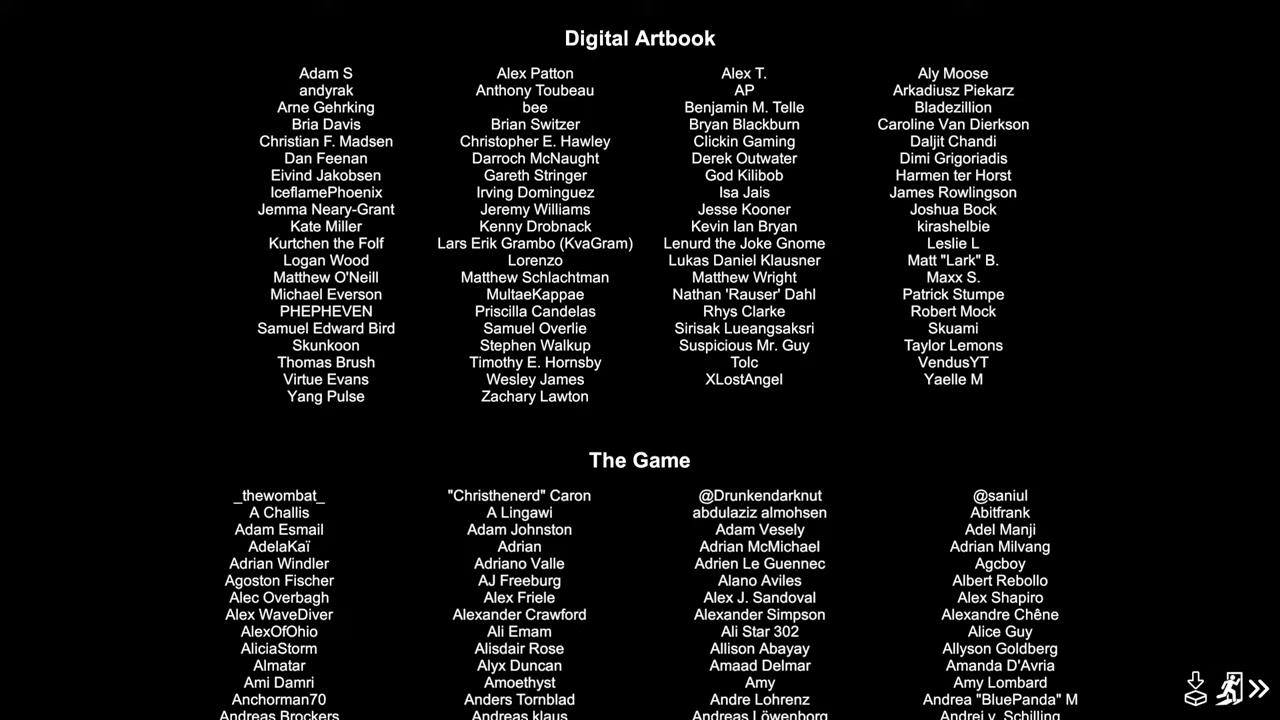 Digital Artbook
Adam S Alex Patton Alex T. Aly Moose
andyrak Anthony Toubeau AP Arkadiusz Piekarz
Arne Gehrking bee Benjamin M. Telle Bladezillion
Bria Davis Brian Switzer Bryan Blackburn Caroline Van Dierkson
Christian F. Madsen Christopher E. Hawley Clickin Gaming Daljit Chandi
Dan Feenan Darroch McNaught Derek Outwater Dimi Grigoriadis
Eivind Jakobsen Gareth Stringer God Kilibob Harmen ter Horst
IceflamePhoenix Irving Dominguez Isa Jais James Rowlingson
Jemma Neary-Grant Jeremy Williams Jesse Kooner Joshua Bock
Kate Miller Kenny Drobnack Kevin Ian Bryan kirashelbie
Kurtchen the Folf Lars Erik Grambo (KvaGram) Lenurd the Joke Gnome Leslie L
Logan Wood Lorenzo Lukas Daniel Klausner Matt "Lark" B.
Matthew O'Neill Matthew Schlachtman Matthew Wright Maxx S.
Michael Everson MultaeKappae Nathan 'Rauser' Dahl Patrick Stumpe
PHEPHEVEN Priscilla Candelas Rhys Clarke Robert Mock
Samuel Edward Bird Samuel Overlie Sirisak Lueangsaksri Skuami
Skunkoon Stephen Walkup Suspicious Mr. Guy Taylor Lemons
Thomas Brush Timothy E. Hornsby Tolc VendusYT
Virtue Evans Wesley James XLostAngel Yaelle M
Yang Pulse Zachary Lawton
The Game
_thewombat_ "Christhenerd" Caron @Drunkendarknut @saniul
A Challis A Lingawi abdulaziz almohsen Abitfrank
Adam Esmail Adam Johnston Adam Vesely Adel Manji
AdelaKaï Adrian Adrian McMichael Adrian Milvang
Adrian Windler Adriano Valle Adrien Le Guennec Agcboy
Agoston Fischer AJ Freeburg Alano Aviles Albert Rebollo
Alec Overbagh Alex Friele Alex J. Sandoval Alex Shapiro
Alex WaveDiver Alexander Crawford Alexander Simpson Alexandre Chêne
AlexOfOhio Ali Emam Ali Star 302 Alice Guy
AliciaStorm Alisdair Rose Allison Abayay Allyson Goldberg
Almatar Alyx Duncan Amaad Delmar Amanda D'Avria
Ami Damri Amoethyst Amy Amy Lombard
Anchorman70 Anders Tornblad Andre Lohrenz Andrea "BluePanda" M
Andreas Brockers Andreas klaus Andreas Löwenborg Andrej v. Schilling